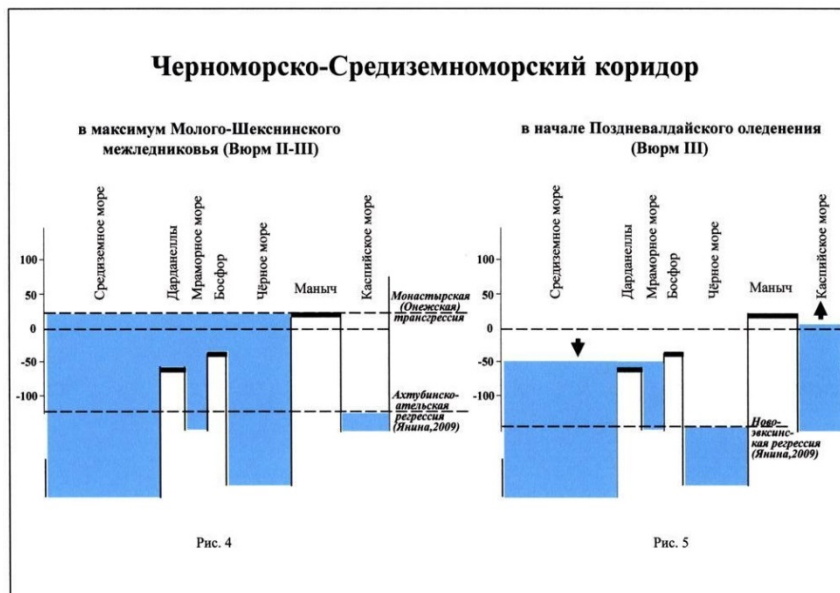 Черноморско-Средиземноморский коридор
в максимум Молого-Шекснинского
межледниковья (Вюрм II-III)
Средиземное море
Дарданеллы
Мраморное море
Босфор
Чёрное море
Маныч
Каспийское море
100
50
0
-50
-100
Монастырская
(Онежская)
трансгрессия
Ахтубинско-
ательская
регрессия
(Янина,2009)
Рис. 4
в начале Поздневалдайского оледенения
(Вюрм III)
Средиземное море
Дарданеллы
Мраморное море
Босфор
Чёрное море
Маныч
Каспийское море
100
50
0
-50
-100
Ново-
эвксинс-
кая регрессия
(Янина,2009)
Рис. 5